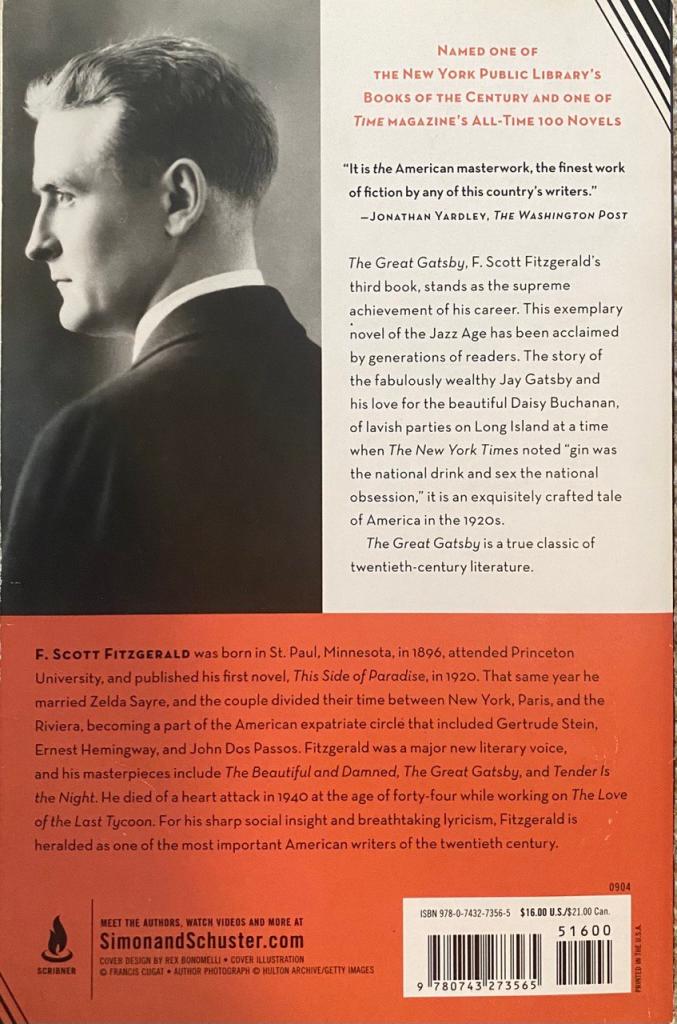 NAMED ONE OF
THE NEW YORK PUBLIC LIBRARY'S
BOOKS OF THE CENTURY AND ONE OF
TIME MAGAZINE'S ALL-TIME 100 NOVELS
“It is the American masterwork, the finest work
of fiction by any of this country's writers.”
—JONATHAN YARDLEY, THE WASHINGTON POST
The Great Gatsby, F. Scott Fitzgerald's
third book, stands as the supreme
achievement of his career. This exemplary
novel of the Jazz Age has been acclaimed
by generations of readers. The story of
the fabulously wealthy Jay Gatsby and
his love for the beautiful Daisy Buchanan,
of lavish parties on Long Island at a time
when The New York Times noted “gin was
the national drink and sex the national
obsession,” it is an exquisitely crafted tale
of America in the 1920s.
The Great Gatsby is a true classic of
twentieth-century literature.
F. SCOTT FITZGERALD was born in St. Paul, Minnesota, in 1896, attended Princeton
University, and published his first novel, This Side of Paradise, in 1920. That same year he
married Zelda Sayre, and the couple divided their time between New York, Paris, and the
Riviera, becoming a part of the American expatriate circle that included Gertrude Stein,
Ernest Hemingway, and John Dos Passos. Fitzgerald was a major new literary voice,
and his masterpieces include The Beautiful and Damned, The Great Gatsby, and Tender Is
the Night. He died of a heart attack in 1940 at the age of forty-four while working on The Love
of the Last Tycoon. For his sharp social insight and breathtaking lyricism, Fitzgerald is
heralded as one of the most important American writers of the twentieth century.
SCRIBNER
MEET THE AUTHORS, WATCH VIDEOS AND MORE AT
SimonandSchuster.com
COVER DESIGN BY REX BONOMELLI • COVER ILLUSTRATION
© FRANCIS CUGAT • AUTHOR PHOTOGRAPH © HULTON ARCHIVE/GETTY IMAGES
0904
ISBN 978-0-7432-7356-5 $16.00 U.S./$21.00 Can.
51600
9 780743 273565
PRINTED IN THE U.S.A.